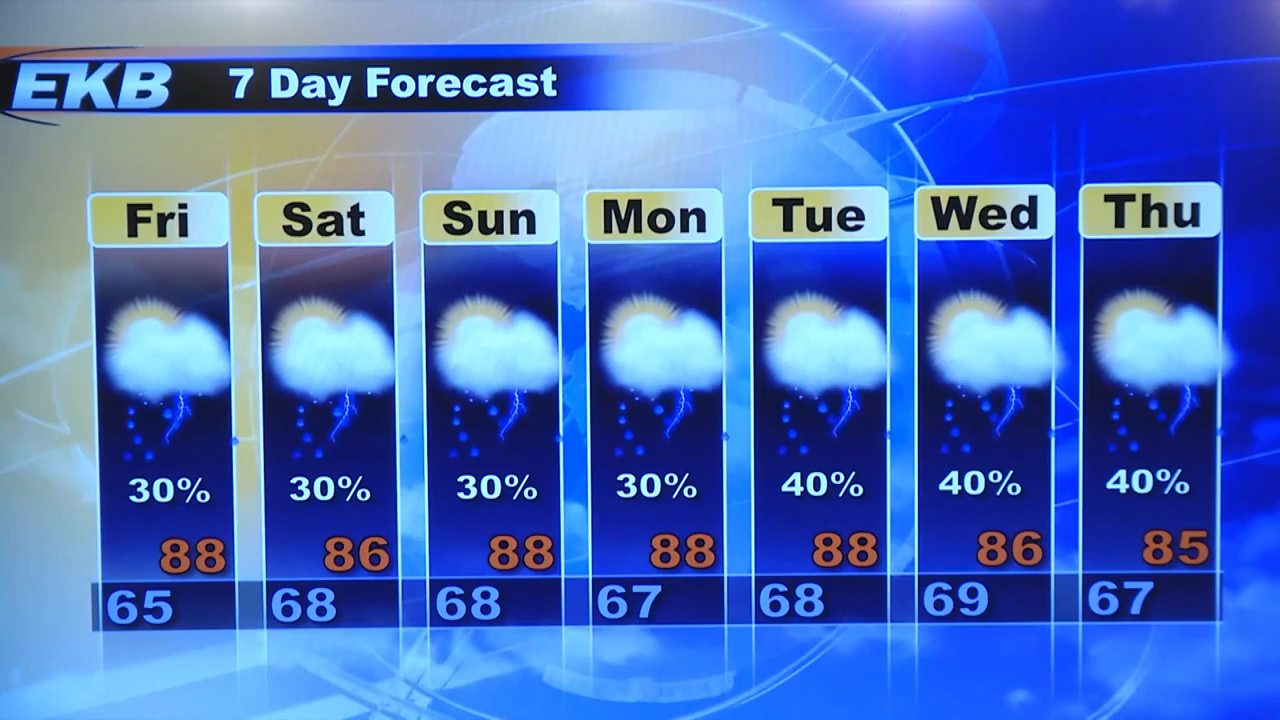 EKB 7 Day Forecast
Fri Sat Sun Mon Tue Wed Thu
30% 30% 30% 30% 40% 40% 40%
88 86 88 88 88 86 85
65 68 68 67 68 69 67